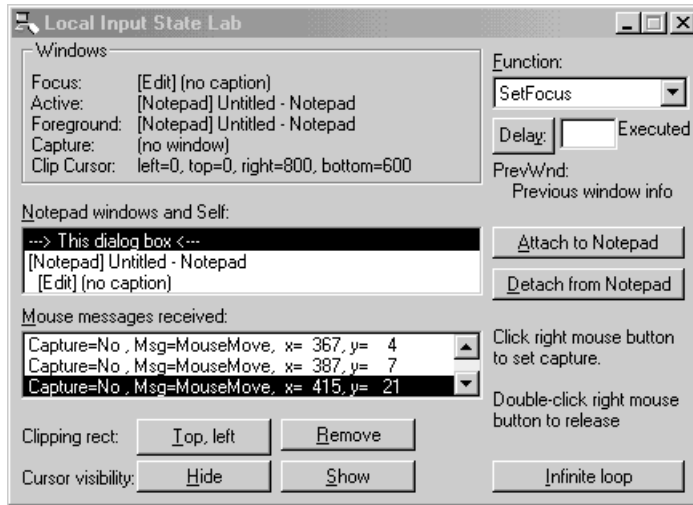 Local Input State Lab
Windows
Focus: [Edit] (no caption)
Active: [Notepad] Untitled - Notepad
Foreground: [Notepad] Untitled - Notepad
Capture: (no window)
Clip Cursor: left=0, top=0, right=800, bottom=600
Function:
SetFocus
Delay: Executed
PrevWnd:
Previous window info
Notepad windows and Self:
---> This dialog box <---
[Notepad] Untitled - Notepad
[Edit] (no caption)
Attach to Notepad
Detach from Notepad
Mouse messages received:
Capture=No , Msg=MouseMove, x= 367, y= 4
Capture=No , Msg=MouseMove, x= 387, y= 7
Capture=No , Msg=MouseMove, x= 415, y= 21
Click right mouse button
to set capture.
Double-click right mouse
button to release
Clipping rect: Top, left Remove
Cursor visibility: Hide Show
Infinite loop